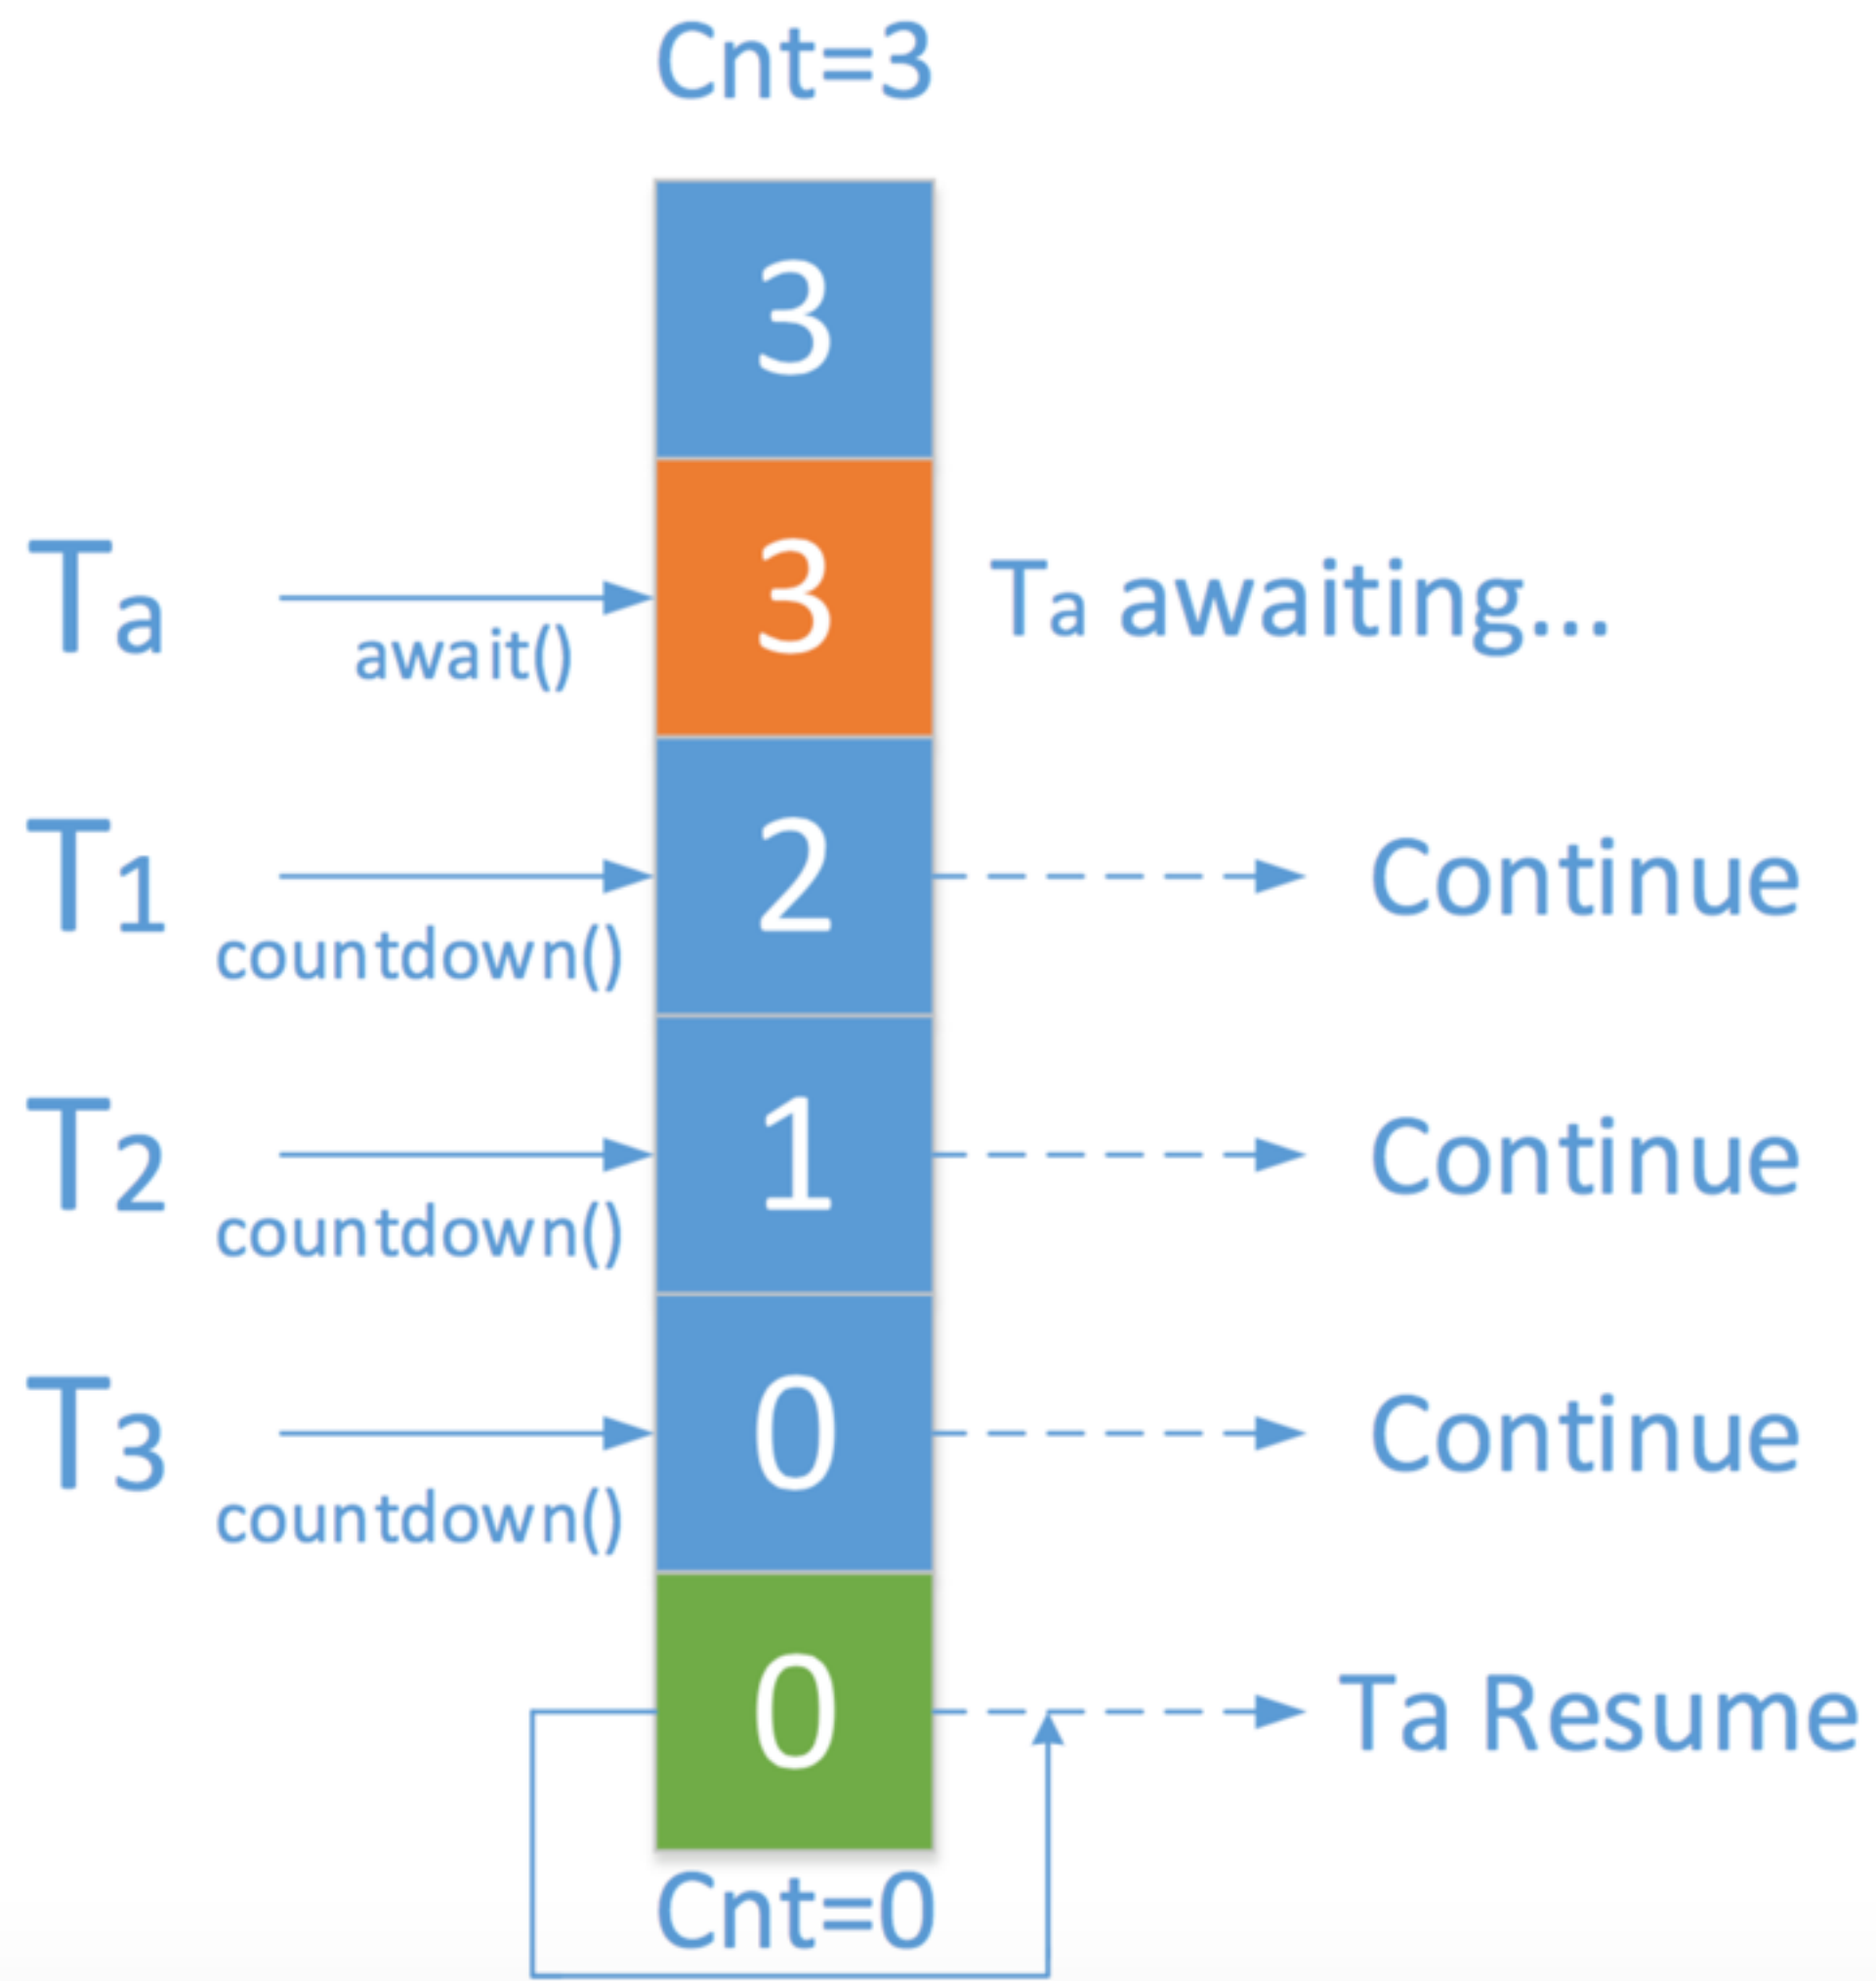 Cnt=3
3
Ta
await()
3
Ta awaiting...
T1
countdown()
2
Continue
T2
countdown()
1
Continue
T3
countdown()
0
Continue
0
Ta Resume
Cnt=0